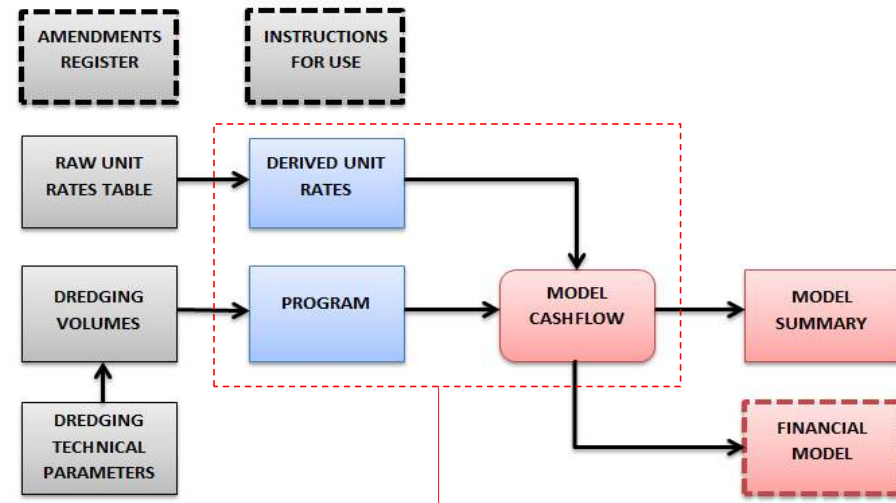 AMENDMENTS
REGISTER
INSTRUCTIONS
FOR USE
RAW UNIT
RATES TABLE
DERIVED UNIT
RATES
DREDGING
VOLUMES
PROGRAM
MODEL
CASHFLOW
MODEL
SUMMARY
DREDGING
TECHNICAL
PARAMETERS
FINANCIAL
MODEL